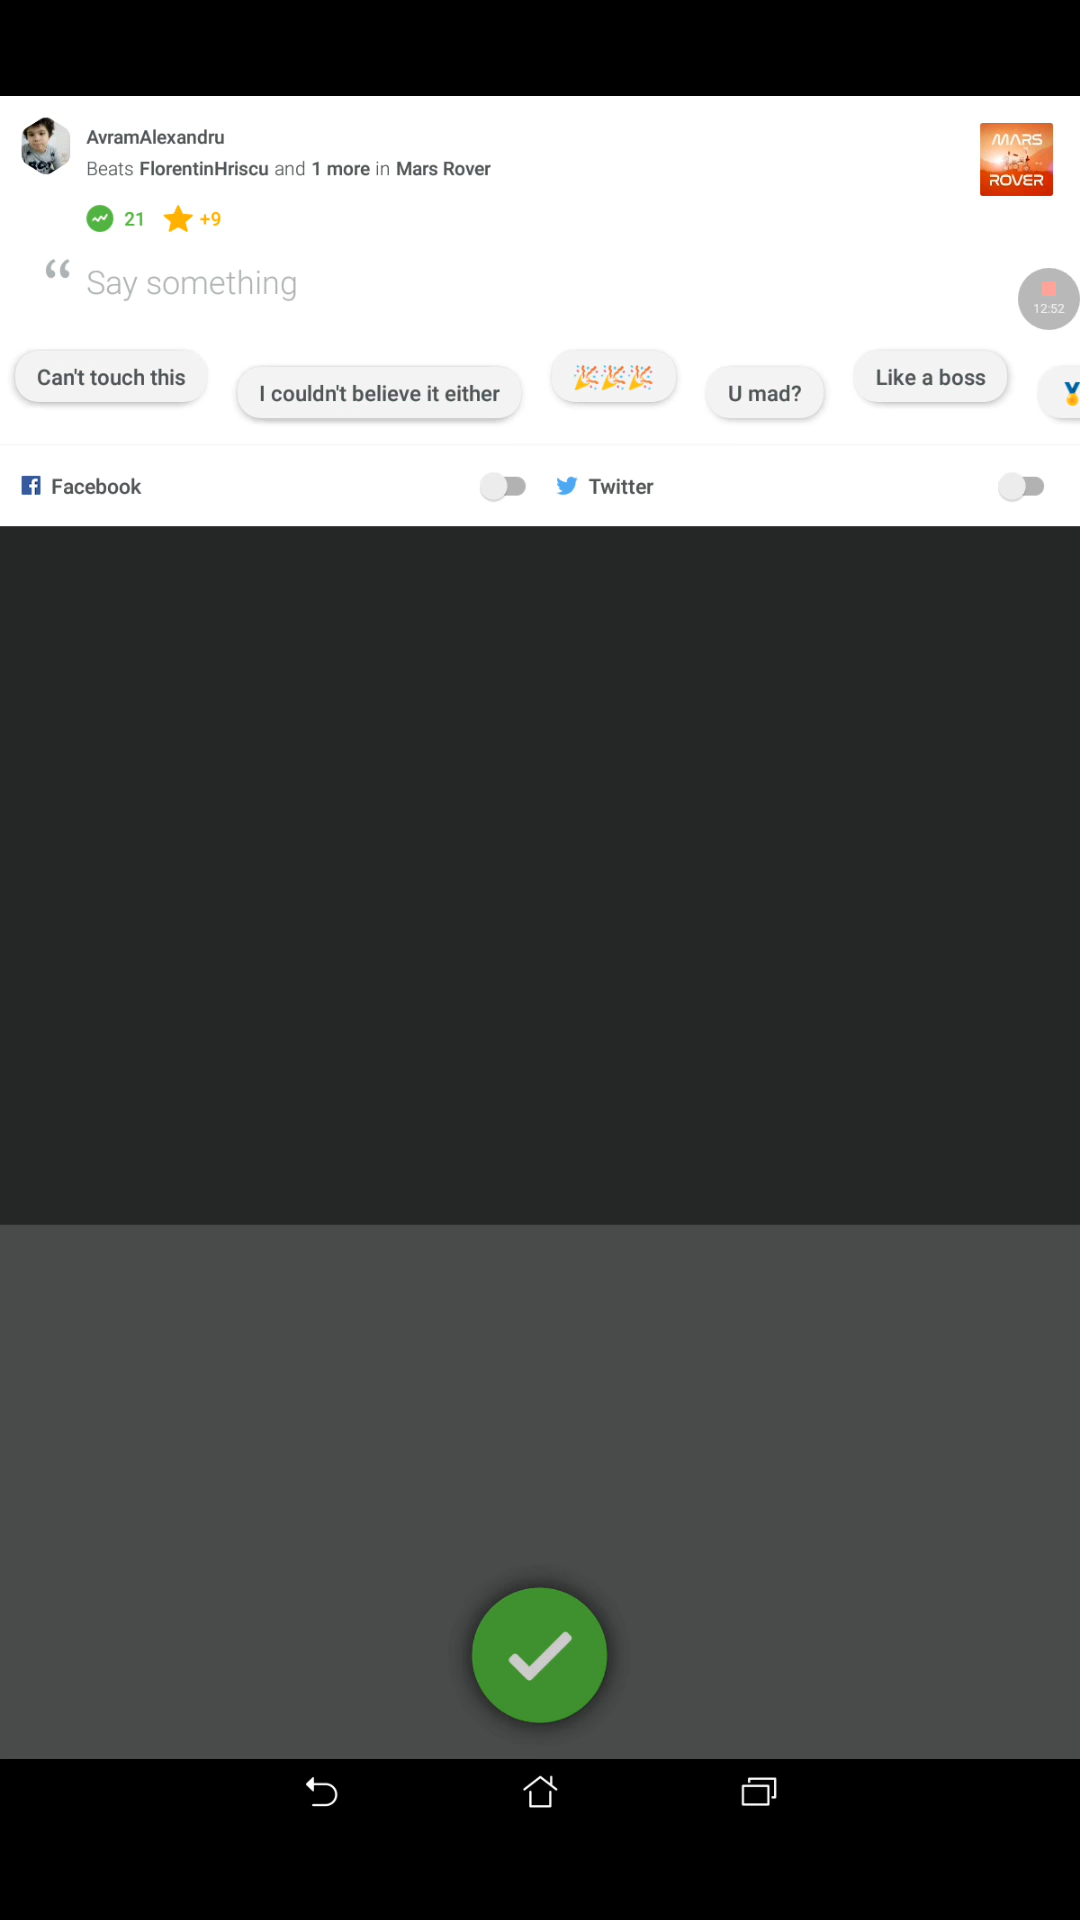 AvramAlexandru
Beats FlorentinHriscu and 1 more in Mars Rover
MARS
ROVER
21 +9
“ Say something
12:52
Can't touch this
I couldn't believe it either
🎉🎉🎉
U mad?
Like a boss
Facebook
Twitter